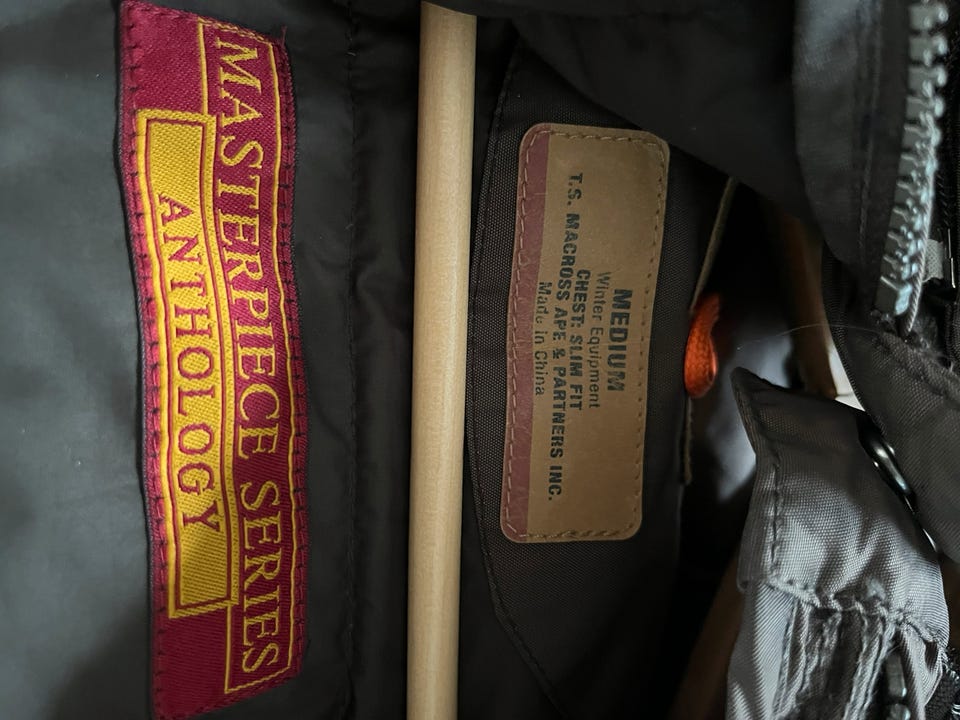 MASTERPIECE SERIES
ANTHOLOGY
MEDIUM
Winter Equipment
CHEST: SLIM FIT
T.S. MACROSS APE & PARTNERS INC.
Made in China